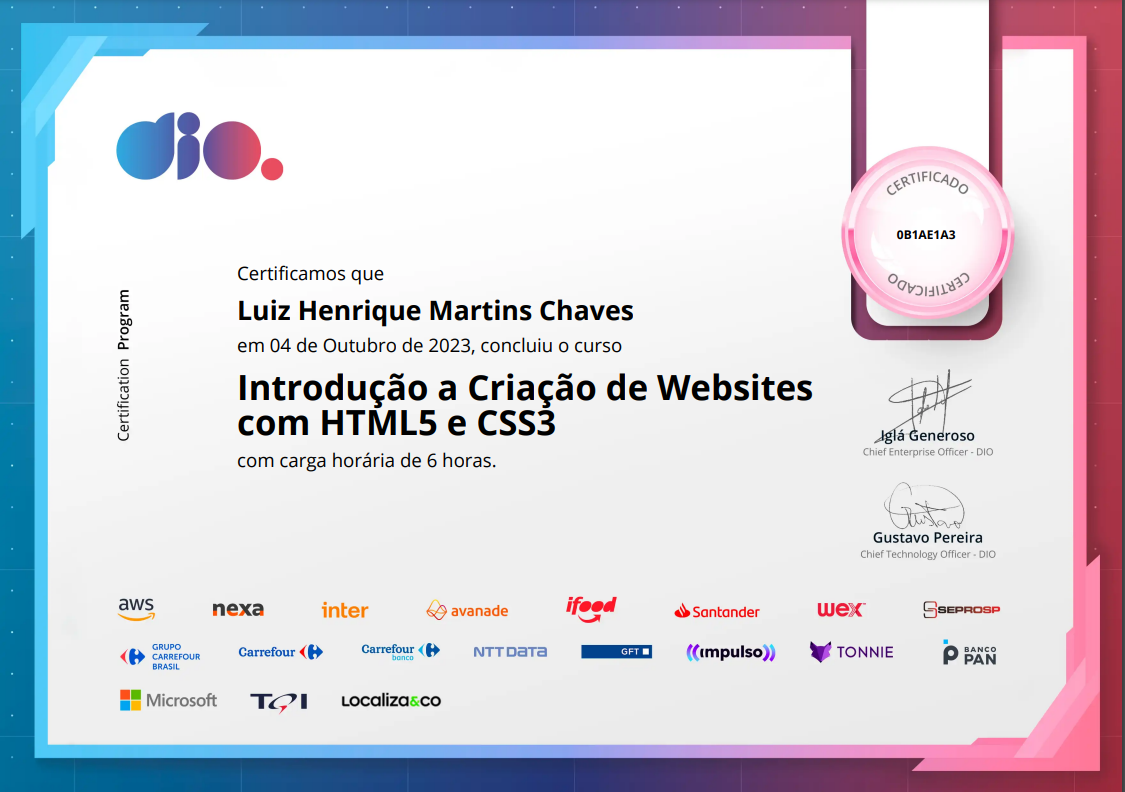 dio.
CERTIFICADO
0B1AE1A3
CERTIFICADO
Certification Program
Certificamos que
Luiz Henrique Martins Chaves
em 04 de Outubro de 2023, concluiu o curso
Introdução a Criação de Websites
com HTML5 e CSS3
com carga horária de 6 horas.
Iglá Generoso
Chief Enterprise Officer - DIO
Gustavo Pereira
Chief Technology Officer - DIO
aws nexa inter avanade ifood Santander wex SEPROSP
GRUPO
CARREFOUR
BRASIL
Carrefour
Carrefour
banco
NTT DATA
GFT
impulso
TONNIE
BANCO
PAN
Microsoft TQI LOCALIZA&CO